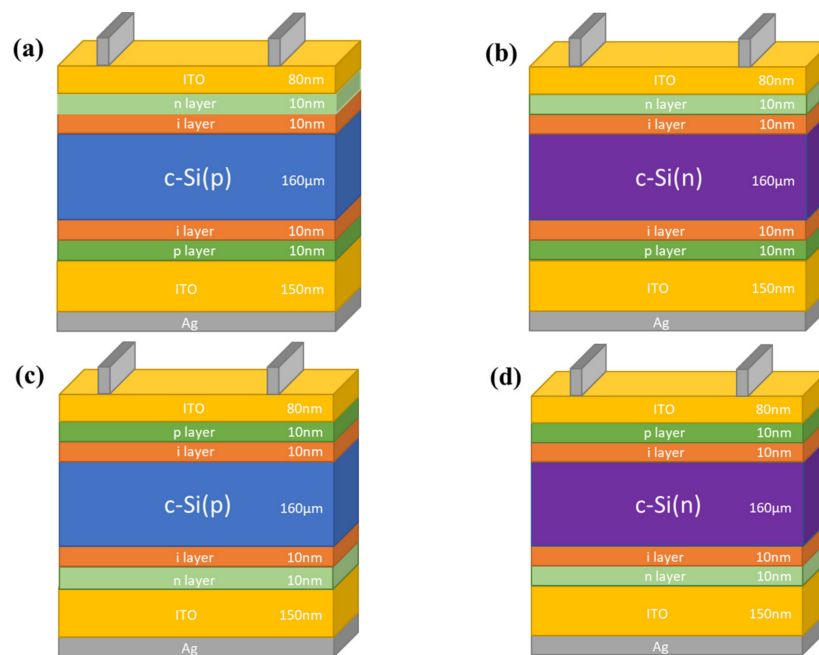 (a)
ITO 80nm
n layer 10nm
i layer 10nm
c-Si(p) 160μm
i layer 10nm
p layer 10nm
ITO 150nm
Ag
(b)
ITO 80nm
n layer 10nm
i layer 10nm
c-Si(n) 160μm
i layer 10nm
p layer 10nm
ITO 150nm
Ag
(c)
ITO 80nm
p layer 10nm
i layer 10nm
c-Si(p) 160μm
i layer 10nm
n layer 10nm
ITO 150nm
Ag
(d)
ITO 80nm
p layer 10nm
i layer 10nm
c-Si(n) 160μm
i layer 10nm
n layer 10nm
ITO 150nm
Ag